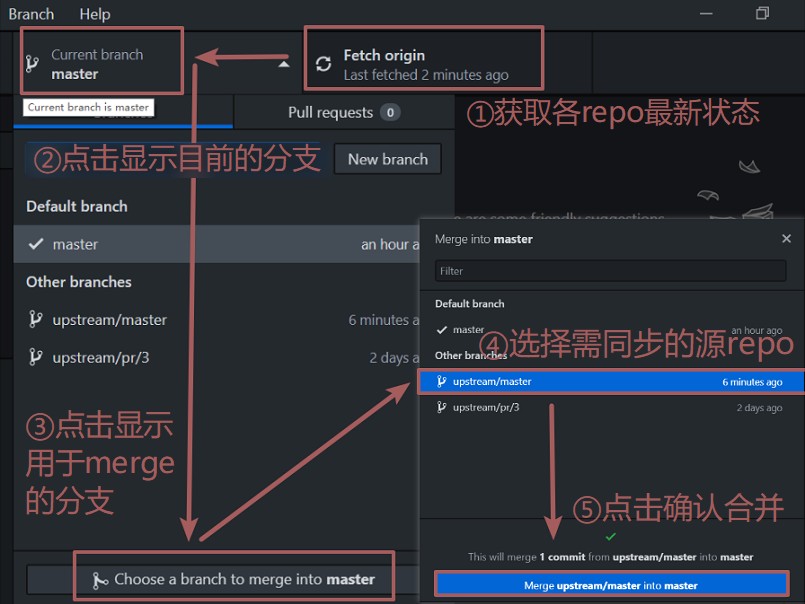 Branch Help
Current branch
master
Fetch origin
Last fetched 2 minutes ago
Current branch is master
Pull requests 0
①获取各repo最新状态
②点击显示目前的分支
New branch
Default branch
master an hour a
Other branches
upstream/master 6 minutes a
upstream/pr/3 2 days a
③点击显示
用于merge
的分支
Choose a branch to merge into master
e are some friendly suggestions
Merge into master
Filter
Default branch
master an hour ago
④选择需同步的源repo
Other branches
upstream/master 6 minutes ago
upstream/pr/3 2 days ago
⑤点击确认合并
This will merge 1 commit from upstream/master into master
Merge upstream/master into master